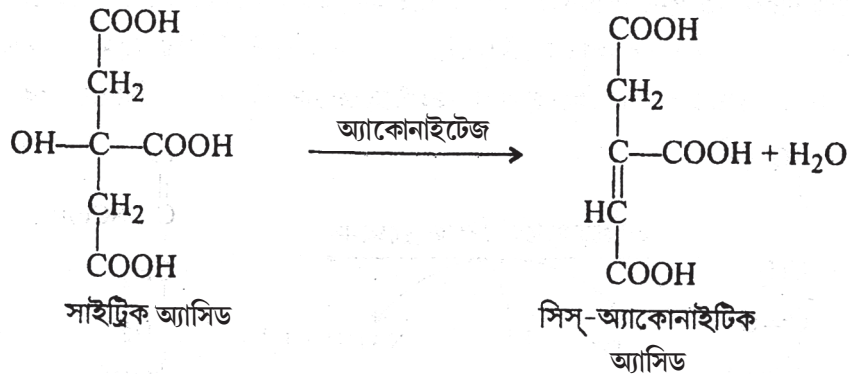 COOH
CH₂
OH—C—COOH
CH₂
COOH
সাইট্রিক অ্যাসিড
অ্যাকোনাইটেজ
COOH
CH₂
C—COOH + H₂O
HC
COOH
সিস্-অ্যাকোনাইটিক
অ্যাসিড